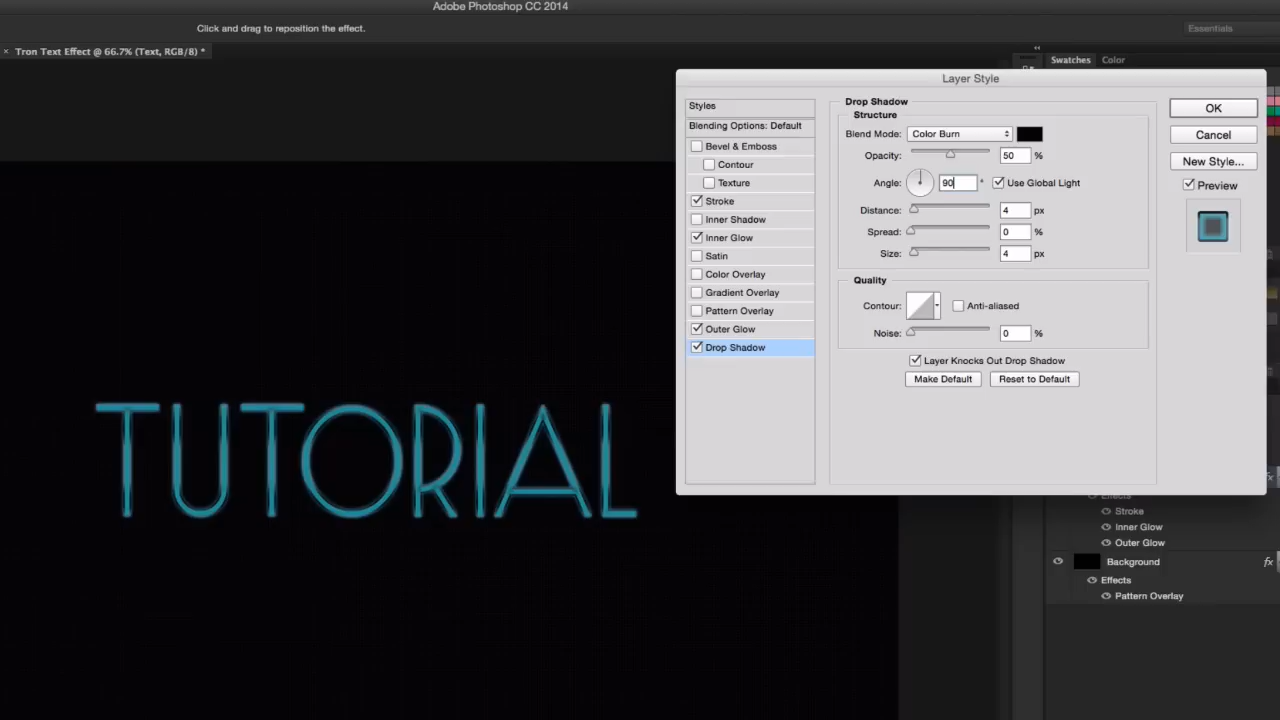 Adobe Photoshop CC 2014
Click and drag to reposition the effect.
Essentials
× Tron Text Effect @ 66.7% (Text, RGB/8) *
Swatches Color
Layer Style
Styles
Blending Options: Default
Bevel & Emboss
Contour
Texture
Stroke
Inner Shadow
Inner Glow
Satin
Color Overlay
Gradient Overlay
Pattern Overlay
Outer Glow
Drop Shadow
Drop Shadow
Structure
Blend Mode: Color Burn
Opacity: 50 %
Angle: 90 ° Use Global Light
Distance: 4 px
Spread: 0 %
Size: 4 px
Quality
Contour: Anti-aliased
Noise: 0 %
Layer Knocks Out Drop Shadow
Make Default Reset to Default
OK
Cancel
New Style...
Preview
TUTORIAL
fx
Effects
Stroke
Inner Glow
Outer Glow
Background fx
Effects
Pattern Overlay